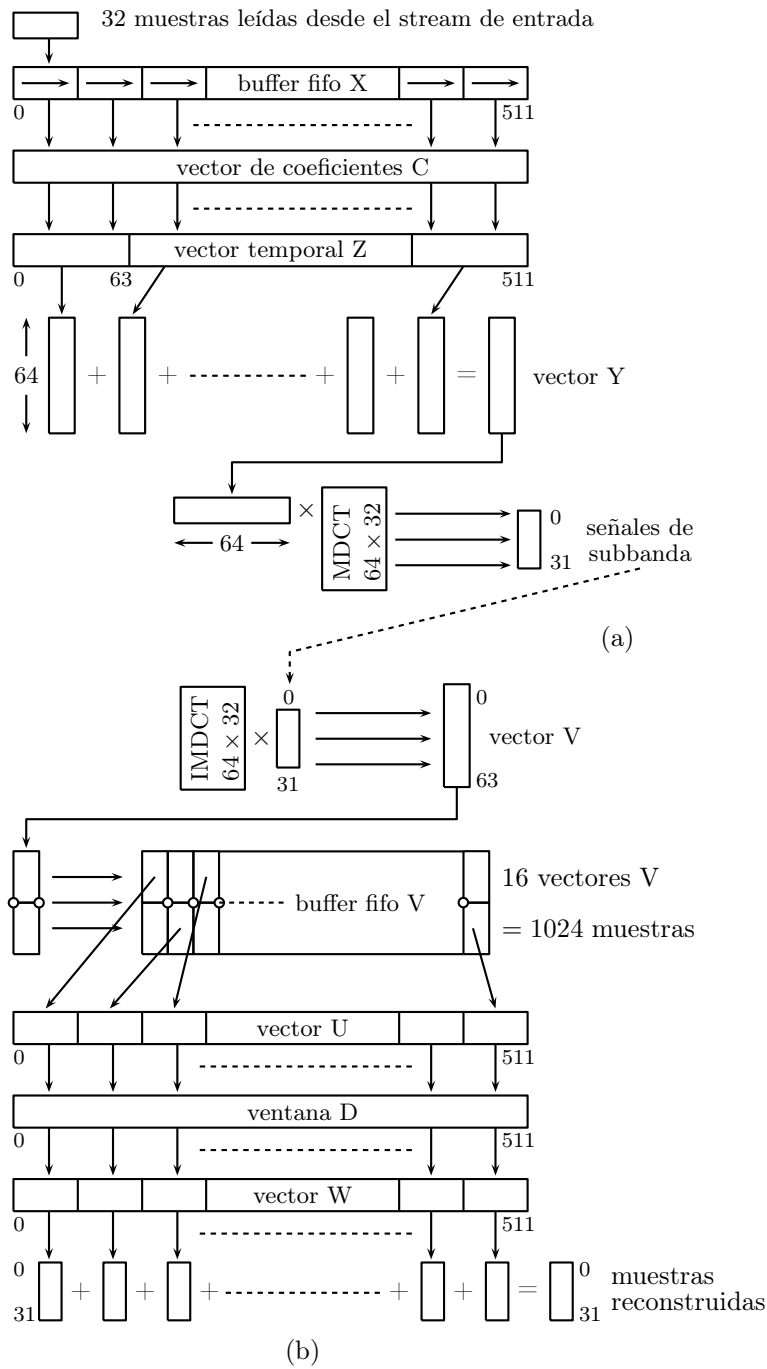 32 muestras leídas desde el stream de entrada
buffer fifo X
0 511
vector de coeficientes C
vector temporal Z
0 63 511
64 + + + + = vector Y
×
MDCT
64 × 32
64
0
31
señales de
subbanda
(a)
IMDCT
64 × 32
×
0
31
0
63
vector V
buffer fifo V
16 vectores V
= 1024 muestras
vector U
0 511
ventana D
0 511
vector W
0 511
0
31
+ + + + + =
0
31
muestras
reconstruidas
(b)